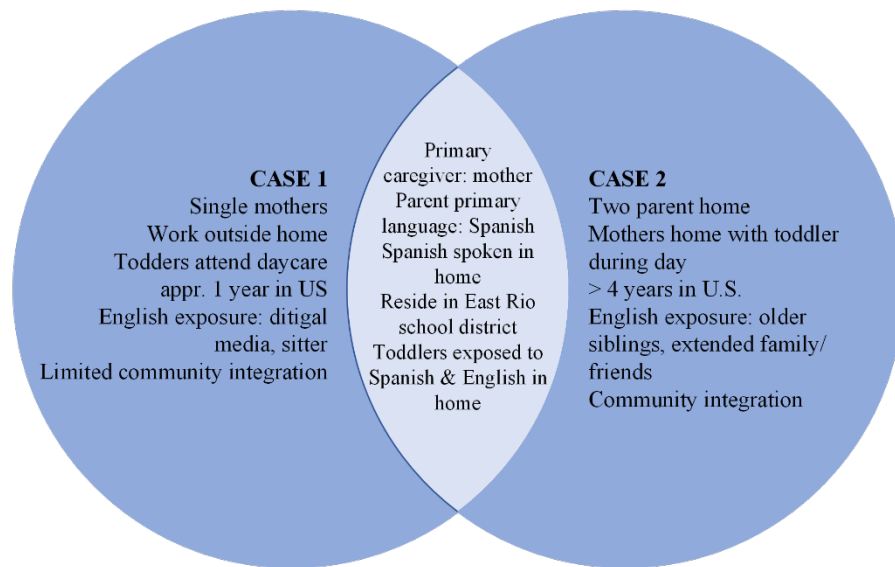 CASE 1
Single mothers
Work outside home
Todders attend daycare
appr. 1 year in US
English exposure: ditigal
media, sitter
Limited community integration
Primary
caregiver: mother
Parent primary
language: Spanish
Spanish spoken in
home
Reside in East Rio
school district
Toddlers exposed to
Spanish & English in
home
CASE 2
Two parent home
Mothers home with toddler
during day
> 4 years in U.S.
English exposure: older
siblings, extended family/
friends
Community integration